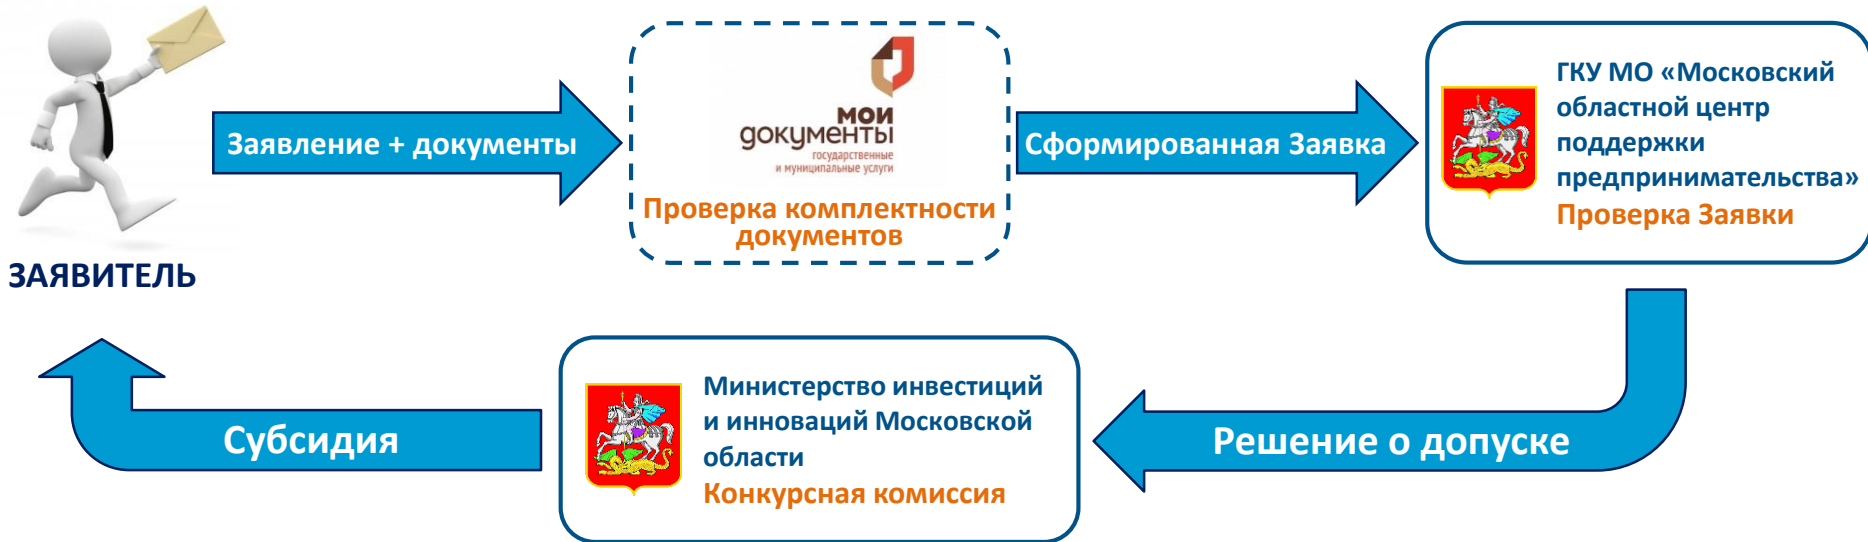 ЗАЯВИТЕЛЬ
Заявление + документы
мои
документы
государственные
и муниципальные услуги
Проверка комплектности
документов
Сформированная Заявка
ГКУ МО «Московский
областной центр
поддержки
предпринимательства»
Проверка Заявки
Решение о допуске
Министерство инвестиций
и инноваций Московской
области
Конкурсная комиссия
Субсидия